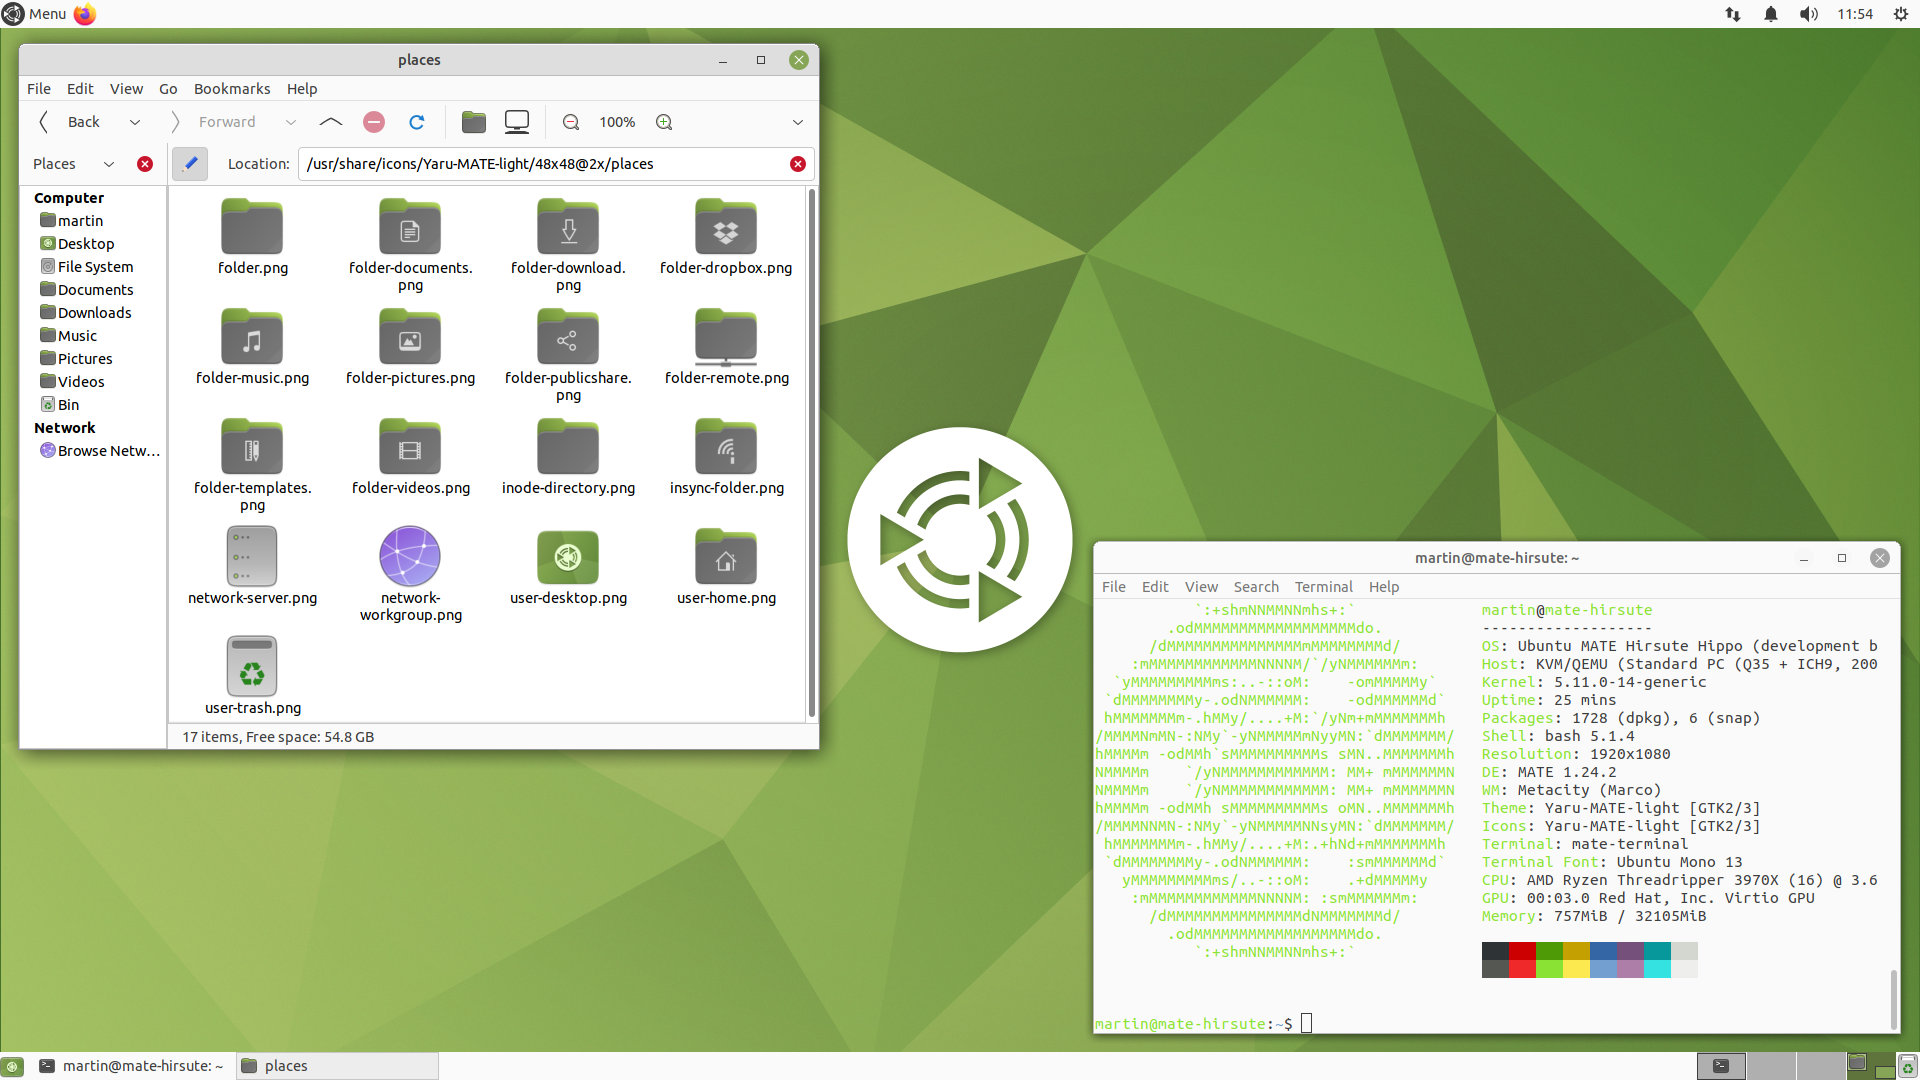 Menu
11:54
places
File Edit View Go Bookmarks Help
Back Forward 100%
Places
Location: /usr/share/icons/Yaru-MATE-light/48x48@2x/places
Computer
martin
Desktop
File System
Documents
Downloads
Music
Pictures
Videos
Bin
Network
Browse Netw...
folder.png
folder-documents.
png
folder-download.
png
folder-dropbox.png
folder-music.png
folder-pictures.png
folder-publicshare.
png
folder-remote.png
folder-templates.
png
folder-videos.png
inode-directory.png
insync-folder.png
network-server.png
network-
workgroup.png
user-desktop.png
user-home.png
user-trash.png
17 items, Free space: 54.8 GB
martin@mate-hirsute: ~
File Edit View Search Terminal Help
martin@mate-hirsute
-------------------
OS: Ubuntu MATE Hirsute Hippo (development b
Host: KVM/QEMU (Standard PC (Q35 + ICH9, 200
Kernel: 5.11.0-14-generic
Uptime: 25 mins
Packages: 1728 (dpkg), 6 (snap)
Shell: bash 5.1.4
Resolution: 1920x1080
DE: MATE 1.24.2
WM: Metacity (Marco)
Theme: Yaru-MATE-light [GTK2/3]
Icons: Yaru-MATE-light [GTK2/3]
Terminal: mate-terminal
Terminal Font: Ubuntu Mono 13
CPU: AMD Ryzen Threadripper 3970X (16) @ 3.6
GPU: 00:03.0 Red Hat, Inc. Virtio GPU
Memory: 757MiB / 32105MiB
martin@mate-hirsute:~$
martin@mate-hirsute: ~
places